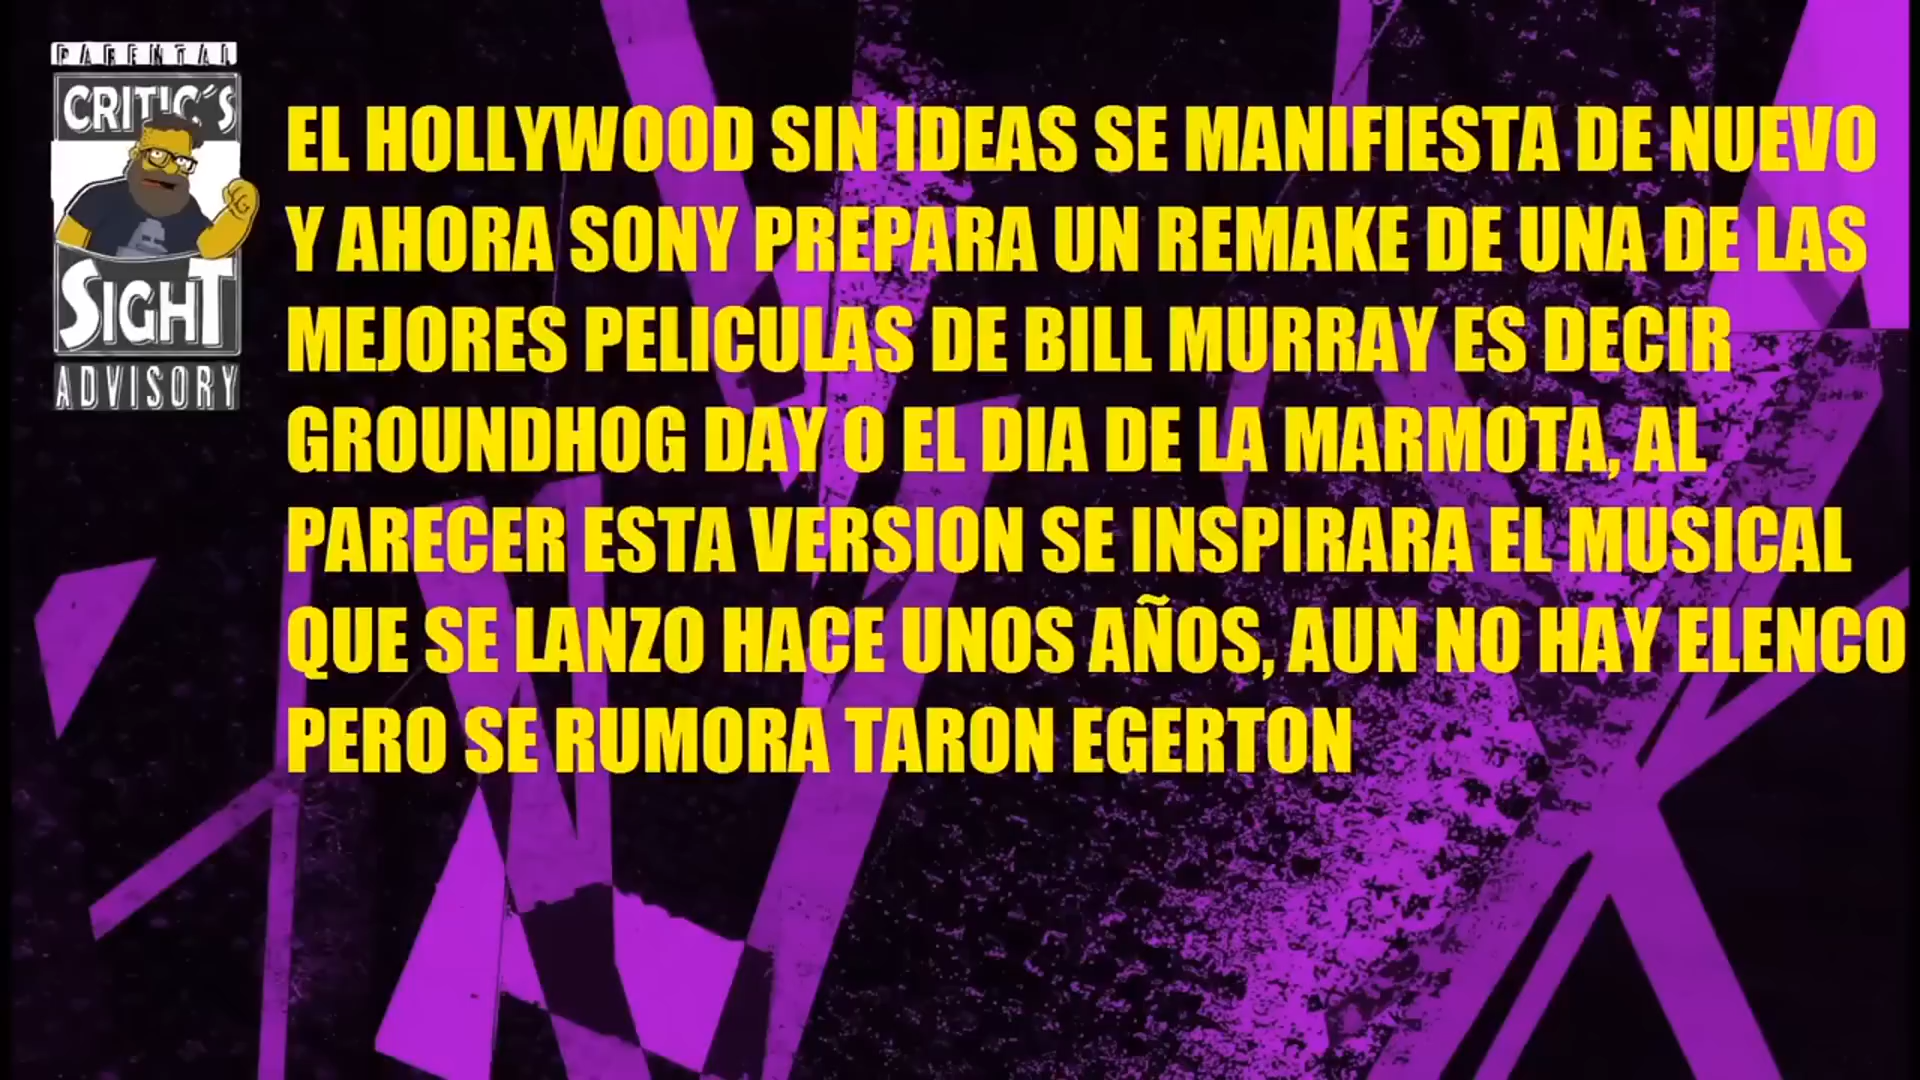 PARENTAL
CRITIC´S
SIGHT
ADVISORY
EL HOLLYWOOD SIN IDEAS SE MANIFIESTA DE NUEVO
Y AHORA SONY PREPARA UN REMAKE DE UNA DE LAS
MEJORES PELICULAS DE BILL MURRAY ES DECIR
GROUNDHOG DAY O EL DIA DE LA MARMOTA, AL
PARECER ESTA VERSION SE INSPIRARA EL MUSICAL
QUE SE LANZO HACE UNOS AÑOS, AUN NO HAY ELENCO
PERO SE RUMORA TARON EGERTON